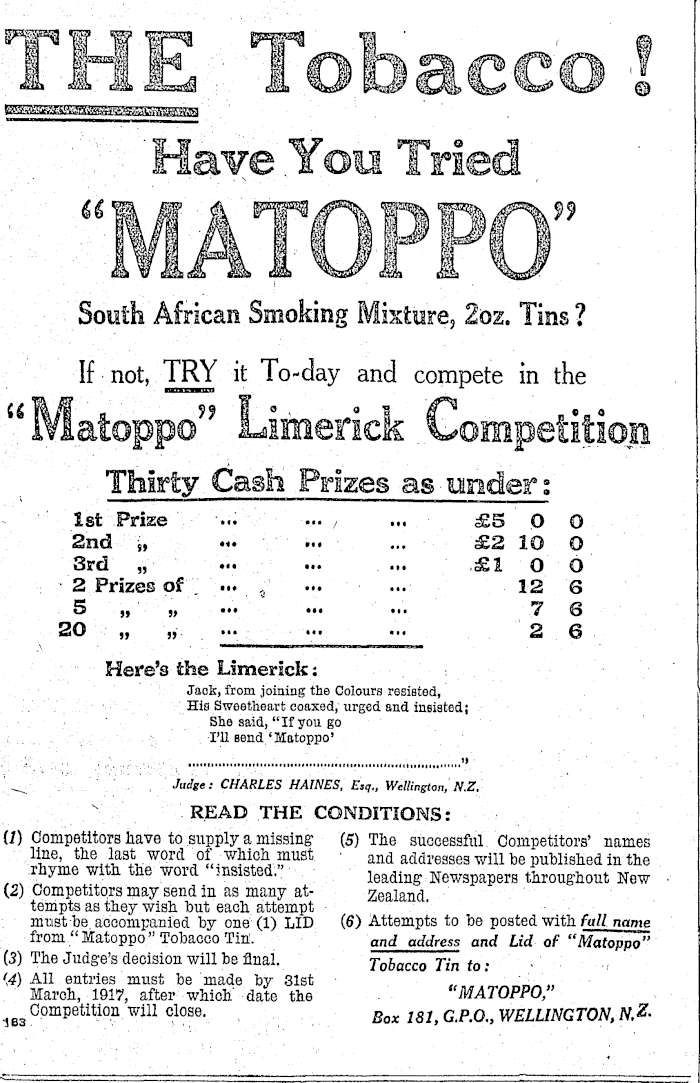 THE Tobacco!
Have You Tried
"MATOPPO"
South African Smoking Mixture, 2oz. Tins?
If not, TRY it To-day and compete in the
"Matoppo" Limerick Competition
Thirty Cash Prizes as under:
1st Prize ... ... ... £5 0 0
2nd „ ... ... ... £2 10 0
3rd „ ... ... ... £1 0 0
2 Prizes of ... ... ... 12 6
5 „ „ ... ... ... 7 6
20 „ „ ... ... ... 2 6
Here's the Limerick:
Jack, from joining the Colours resisted,
His Sweetheart coaxed, urged and insisted;
She said, "If you go
I'll send 'Matoppo'
................................................................"
Judge: CHARLES HAINES, Esq., Wellington, N.Z.
READ THE CONDITIONS:
(1) Competitors have to supply a missing
line, the last word of which must
rhyme with the word "insisted."
(2) Competitors may send in as many at-
tempts as they wish but each attempt
must be accompanied by one (1) LID
from "Matoppo" Tobacco Tin.
(3) The Judge's decision will be final.
(4) All entries must be made by 31st
March, 1917, after which date the
Competition will close.
163
(5) The successful Competitors' names
and addresses will be published in the
leading Newspapers throughout New
Zealand.
(6) Attempts to be posted with full name
and address and Lid of "Matoppo"
Tobacco Tin to:
"MATOPPO,"
Box 181, G.P.O., WELLINGTON, N.Z.